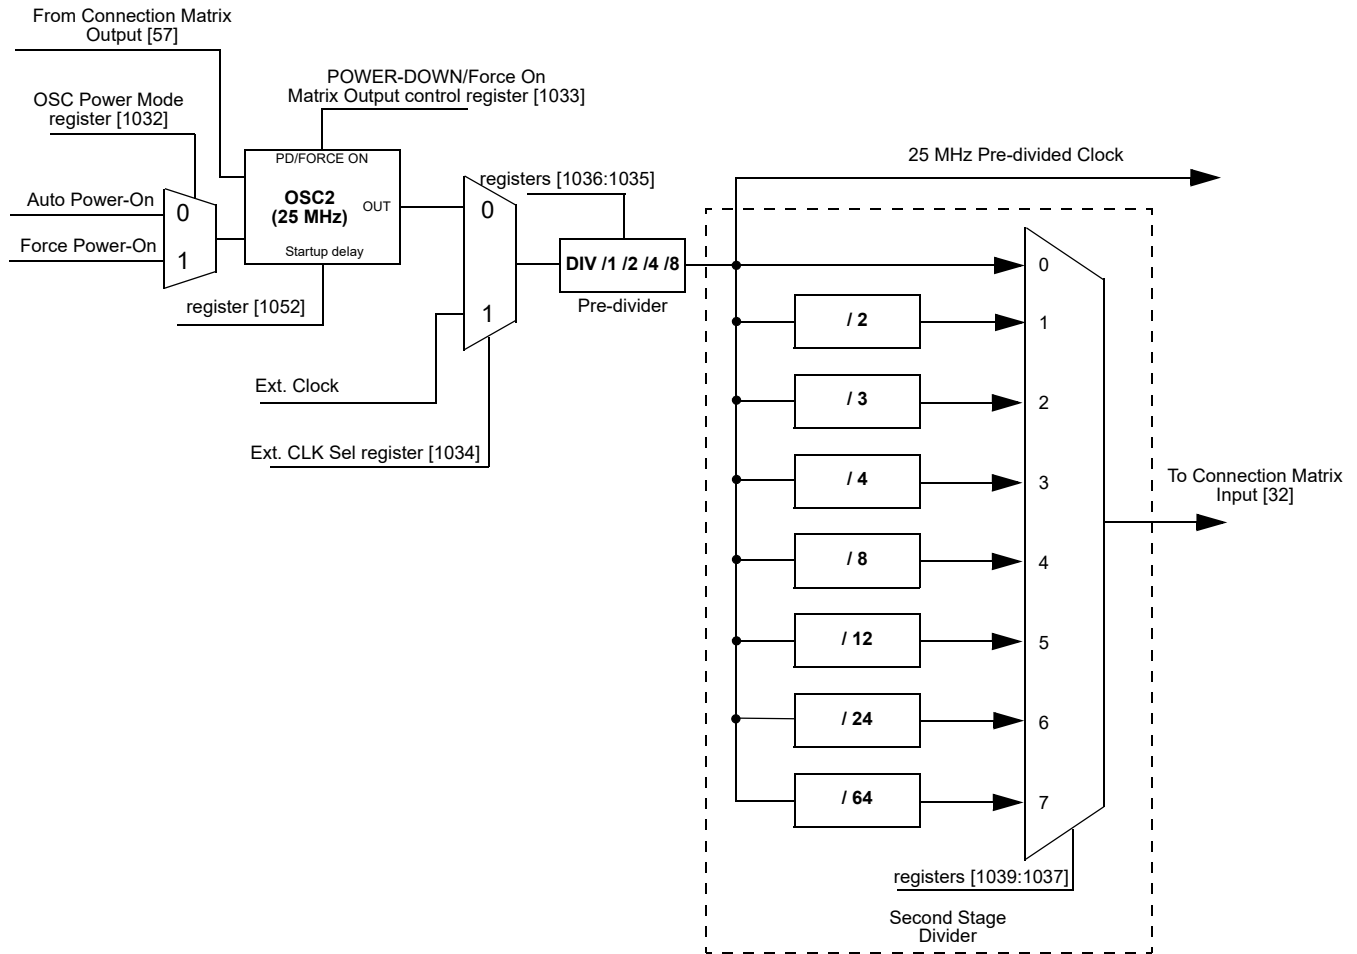 From Connection Matrix
Output [57]
POWER-DOWN/Force On
Matrix Output control register [1033]
OSC Power Mode
register [1032]
PD/FORCE ON
OSC2
(25 MHz)
OUT
Startup delay
Auto Power-On
0
Force Power-On
1
register [1052]
0
1
registers [1036:1035]
DIV /1 /2 /4 /8
Pre-divider
Ext. Clock
Ext. CLK Sel register [1034]
25 MHz Pre-divided Clock
0
/ 2
1
/ 3
2
/ 4
3
/ 8
4
/ 12
5
/ 24
6
/ 64
7
To Connection Matrix
Input [32]
registers [1039:1037]
Second Stage
Divider